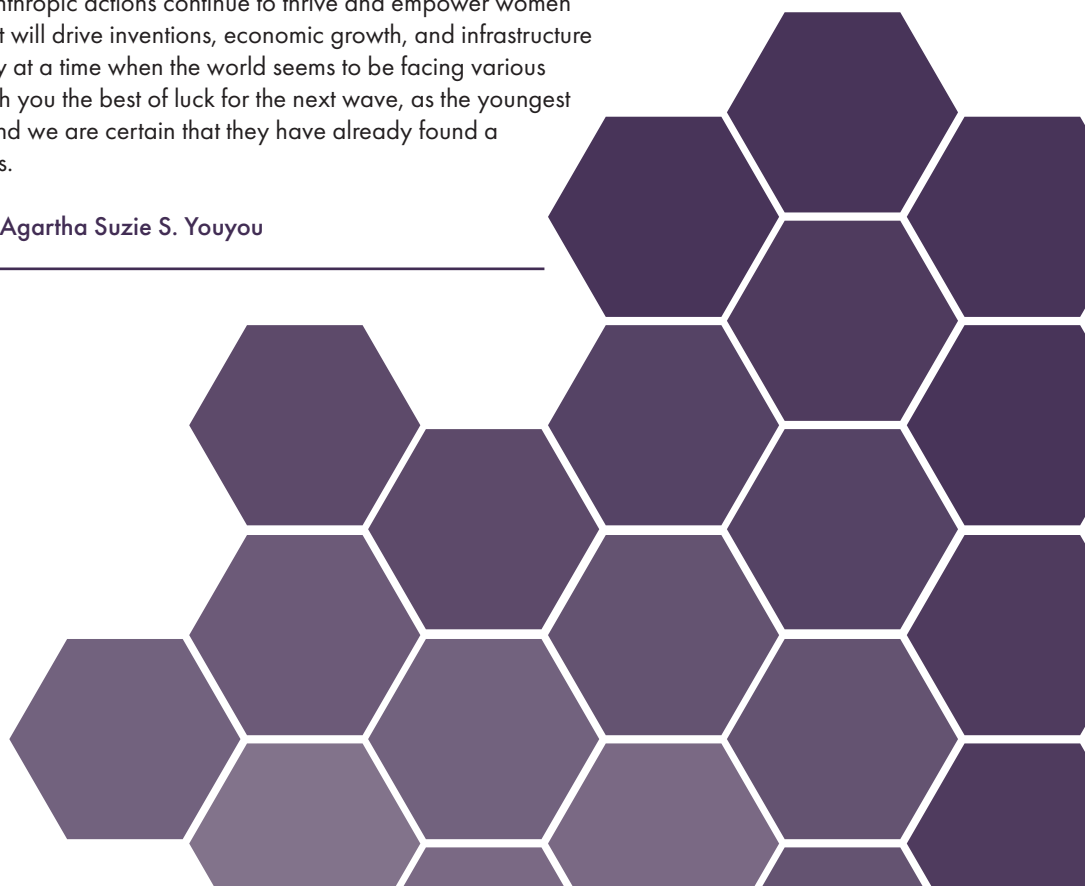 nthropic actions continue to thrive and empower women
t will drive inventions, economic growth, and infrastructure
y at a time when the world seems to be facing various
h you the best of luck for the next wave, as the youngest
nd we are certain that they have already found a
s.
Agartha Suzie S. Youyou